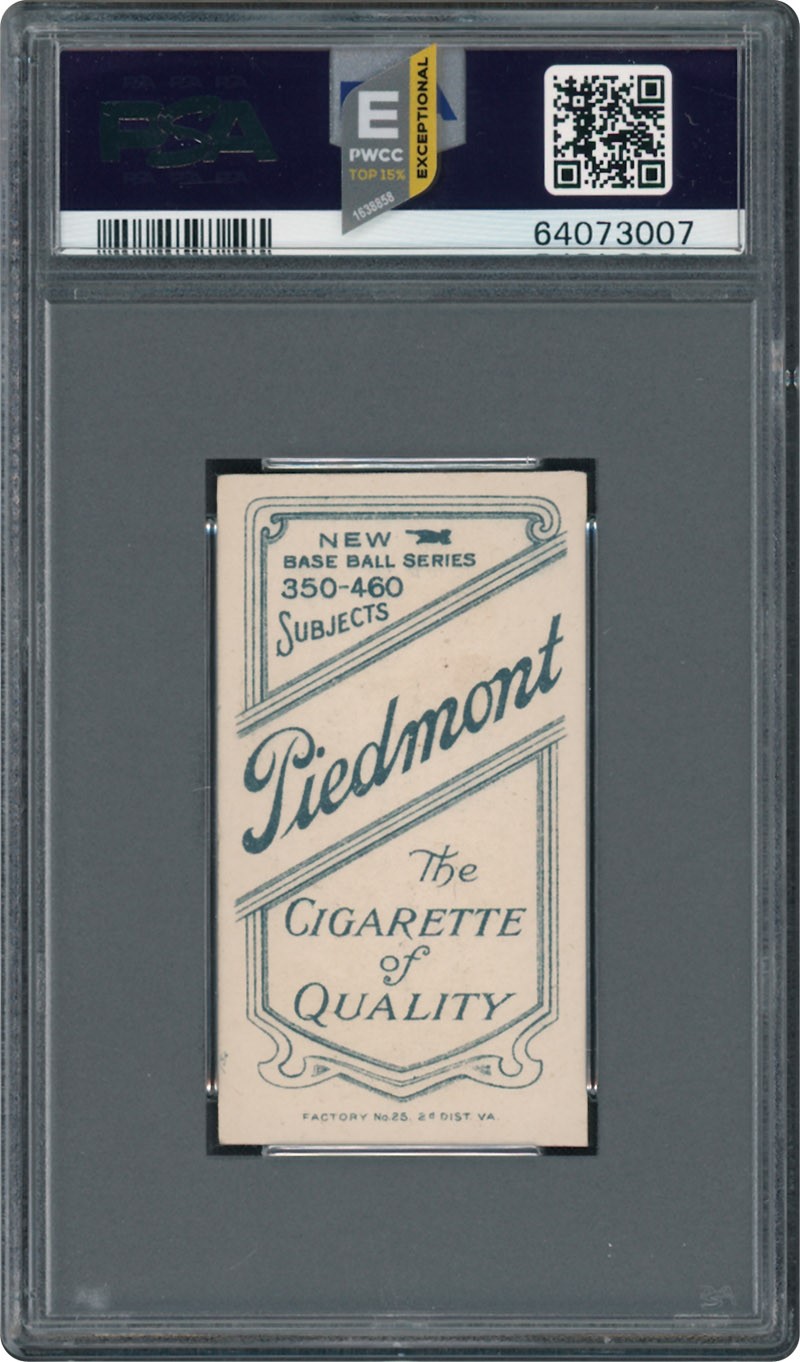 PSA
E
PWCC
TOP 15%
EXCEPTIONAL
1638858
64073007
NEW
BASE BALL SERIES
350-460
SUBJECTS
Piedmont
The
CIGARETTE
of
QUALITY
FACTORY No.25. 2d DIST. VA.